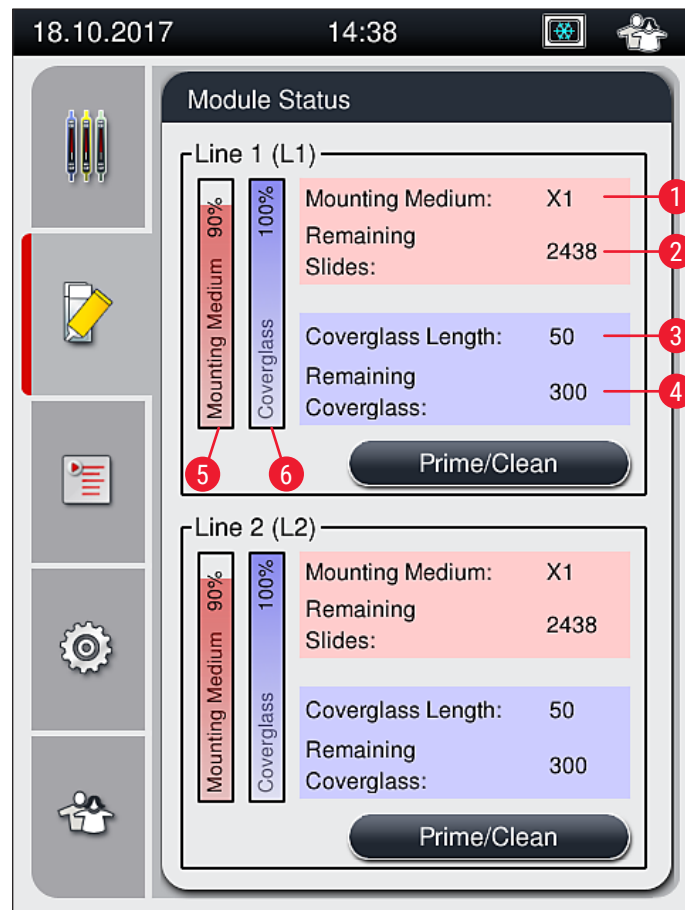 18.10.2017 14:38
Module Status
Line 1 (L1)
Mounting Medium 90%
Coverglass 100%
Mounting Medium: X1
Remaining
Slides: 2438
Coverglass Length: 50
Remaining
Coverglass: 300
Prime/Clean
1
2
3
4
5
6
Line 2 (L2)
Mounting Medium 90%
Coverglass 100%
Mounting Medium: X1
Remaining
Slides: 2438
Coverglass Length: 50
Remaining
Coverglass: 300
Prime/Clean